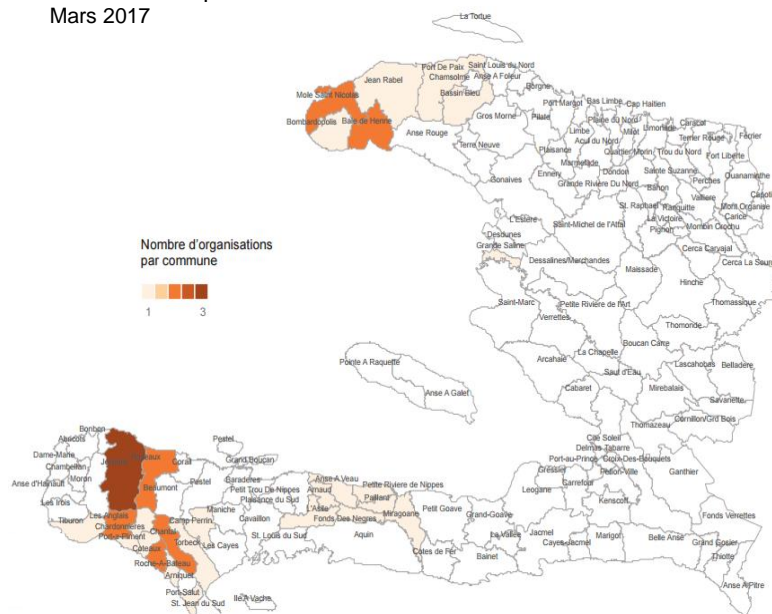 Mars 2017
La Tortue
Saint Louis du Nord
Port De Paix
Jean Rabel
Chamsolme
Anse A Foleur
Borgne
Mole Saint Nicolas
Bassin Bleu
Port Margot
Bas Limbe
Cap Haitien
Bombardopolis
Baie de Henne
Gros Morne
Pilate
Plaine du Nord
Caracol
Anse Rouge
Limbe
Milot
Limonade
Ferrier
Acul du Nord
Terrier Rouge
Terre Neuve
Plaisance
Quartier Morin
Trou du Nord
Fort Liberte
Marmelade
Ennery
Dondon
Sainte Suzanne
Ouanaminthe
Gonaives
Grande Rivière Du Nord
Bahon
Perches
Valliere
St. Raphael
Ranquitte
Mont Organise
L'Estere
Saint-Michel de l'Attal
La Victoire
Carice
Desdunes
Pignon
Mombin Crochu
Nombre d'organisations
par commune
Grande Saline
Cerca Carvajal
Dessalines/Marchandes
Cerca La Sour
Maissade
Hinche
1
3
Saint-Marc
Petite Riviere de l'Art
Thomassique
Verrettes
Thomonde
Boucan Carre
Arcahaie
La Chapelle
Lascahobas
Belladere
Pointe A Raquette
Saut d'Eau
Cabaret
Mirebalais
Anse A Galet
Savanette
Cornillon/Grd Bois
Thomazeau
Bonbon
Abricots
Pestel
Cite Soleil
Dame-Marie
Corail
Grand Boucan
Delmas
Tabarre
Chambellan
Port-au-Prince
Croix-Des-Bouquets
Moron
Anse A Veau
Gressier
Petion-Ville
Ganthier
Anse d'Hainault
Beaumont
Pestel
Baraderes
Arnaud
Petite Riviere de Nippes
Petit Trou De Nippes
Leogane
Carrefour
Les Irois
Plaisance du Sud
Paillant
Kenscoff
Maniche
L'Asile
Miragoane
Petit Goave
Les Anglais
Grand-Goave
Fonds Verrettes
Tiburon
Chardonnieres
Camp Perrin
Cavaillon
Fonds Des Negres
Port-a-Piment
Chantal
St. Louis du Sud
Aquin
La Vallee
Jacmel
Marigot
Belle Anse
Grand Gosier
Torbeck
Les Cayes
Cayes-Jacmel
Coteaux
Cotes de Fer
Bainet
Thiotte
Roche-A-Bateau
Arniquet
Anse A Pitre
Port-Salut
Ile A Vache
St. Jean du Sud